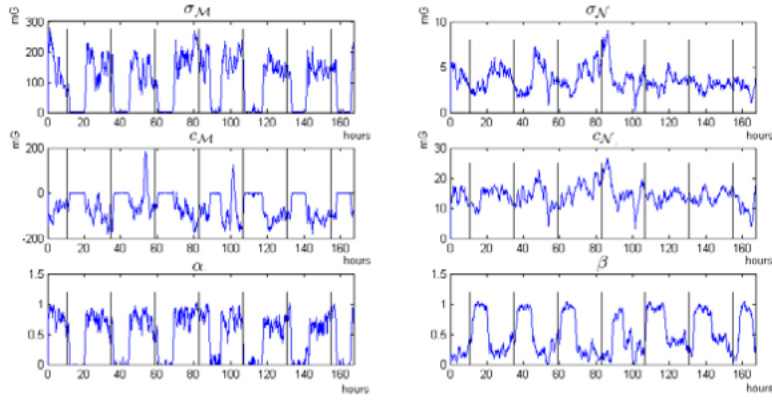 σ_M σ_N
mG mG
300 10
200
100 5
0 0
0 20 40 60 80 100 120 140 160 0 20 40 60 80 100 120 140 160
hours hours
c_M c_N
mG mG
200 30
20
0
10
-200 0
0 20 40 60 80 100 120 140 160 0 20 40 60 80 100 120 140 160
hours hours
α β
1.5 1.5
1 1
0.5 0.5
0 0
0 20 40 60 80 100 120 140 160 0 20 40 60 80 100 120 140 160
hours hours